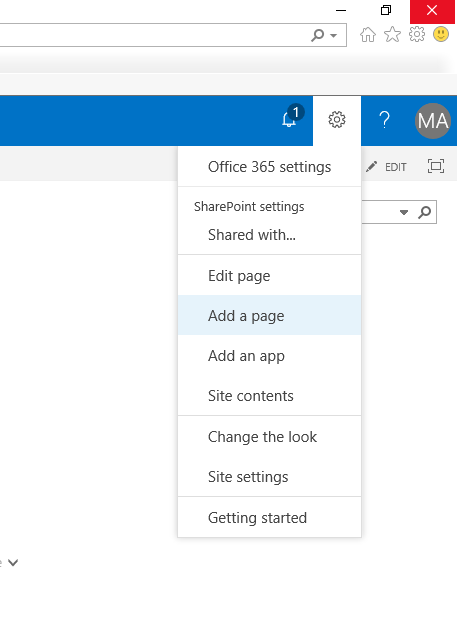 1
?
MA
Office 365 settings
EDIT
SharePoint settings
Shared with...
Edit page
Add a page
Add an app
Site contents
Change the look
Site settings
Getting started